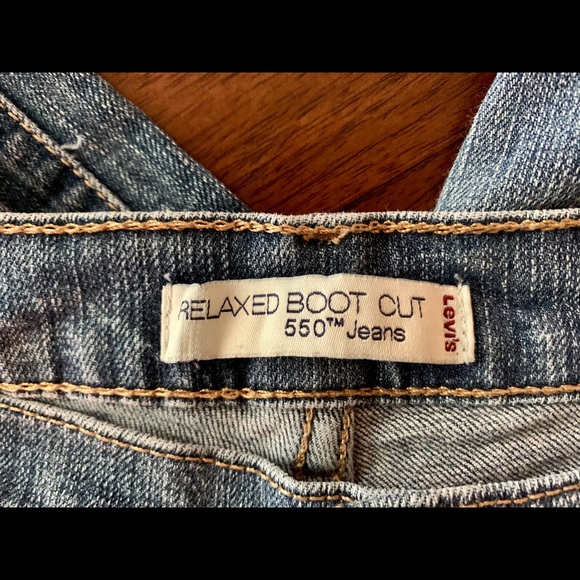 RELAXED BOOT CUT
550™ Jeans
Levi's